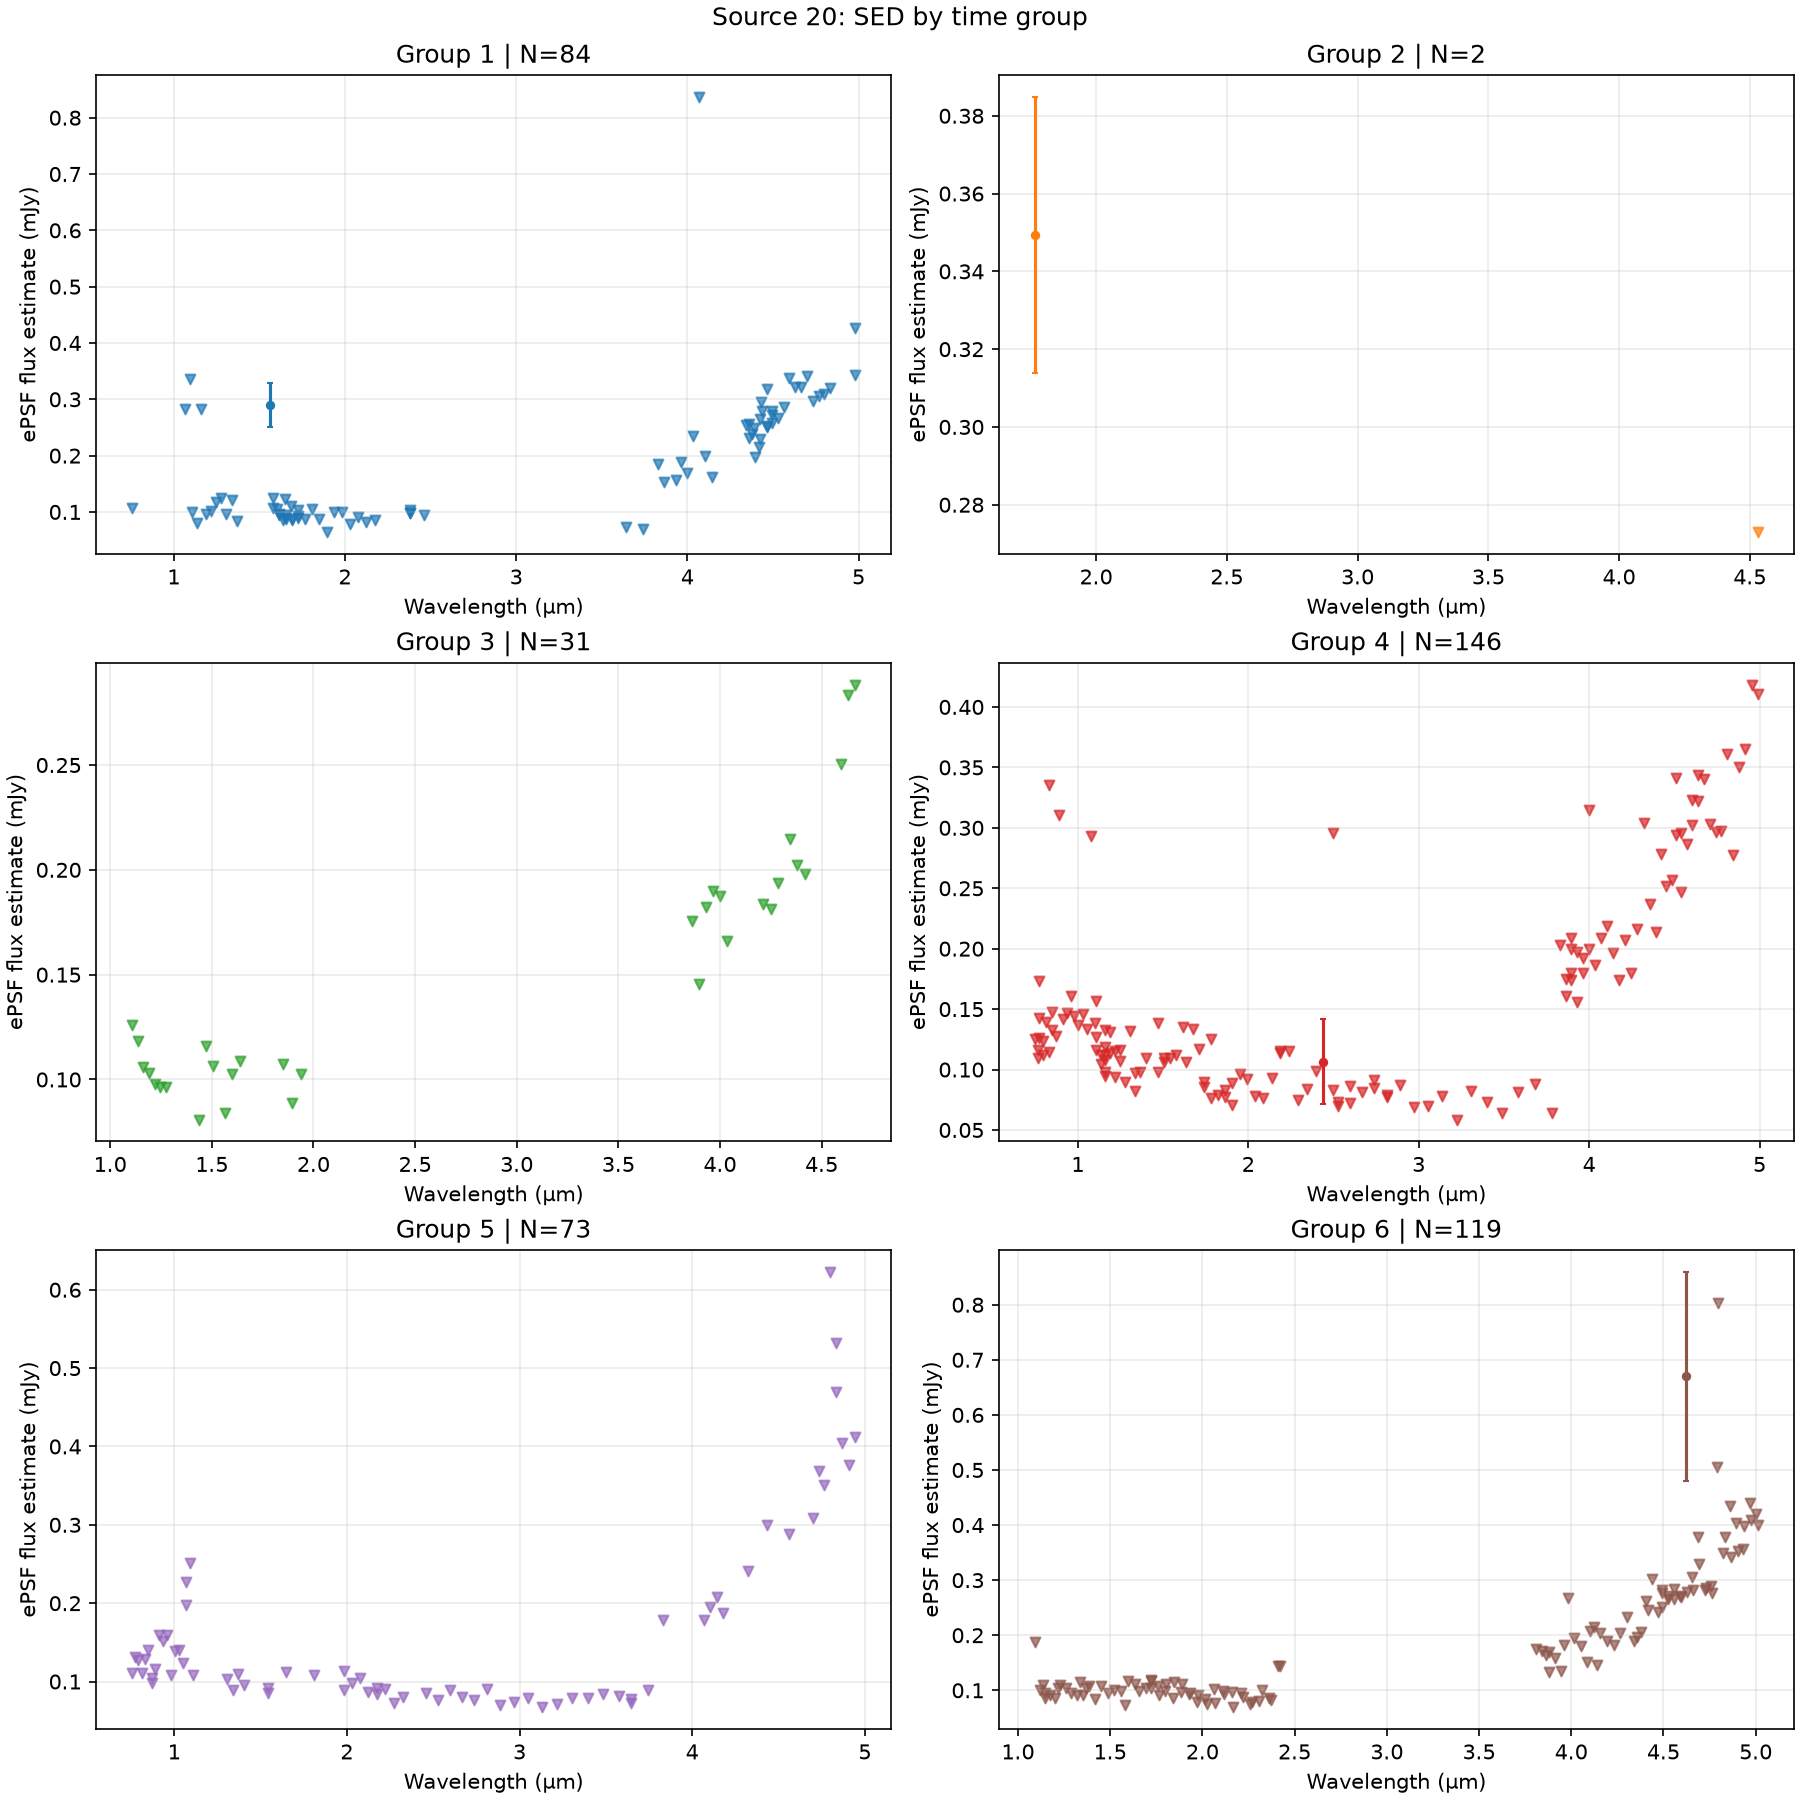 Source 20: SED by time group
Group 1 | N=84
ePSF flux estimate (mJy)
0.8
0.7
0.6
0.5
0.4
0.3
0.2
0.1
1 2 3 4 5
Wavelength (μm)
Group 2 | N=2
ePSF flux estimate (mJy)
0.38
0.36
0.34
0.32
0.30
0.28
2.0 2.5 3.0 3.5 4.0 4.5
Wavelength (μm)
Group 3 | N=31
ePSF flux estimate (mJy)
0.25
0.20
0.15
0.10
1.0 1.5 2.0 2.5 3.0 3.5 4.0 4.5
Wavelength (μm)
Group 4 | N=146
ePSF flux estimate (mJy)
0.40
0.35
0.30
0.25
0.20
0.15
0.10
0.05
1 2 3 4 5
Wavelength (μm)
Group 5 | N=73
ePSF flux estimate (mJy)
0.6
0.5
0.4
0.3
0.2
0.1
1 2 3 4 5
Wavelength (μm)
Group 6 | N=119
ePSF flux estimate (mJy)
0.8
0.7
0.6
0.5
0.4
0.3
0.2
0.1
1.0 1.5 2.0 2.5 3.0 3.5 4.0 4.5 5.0
Wavelength (μm)